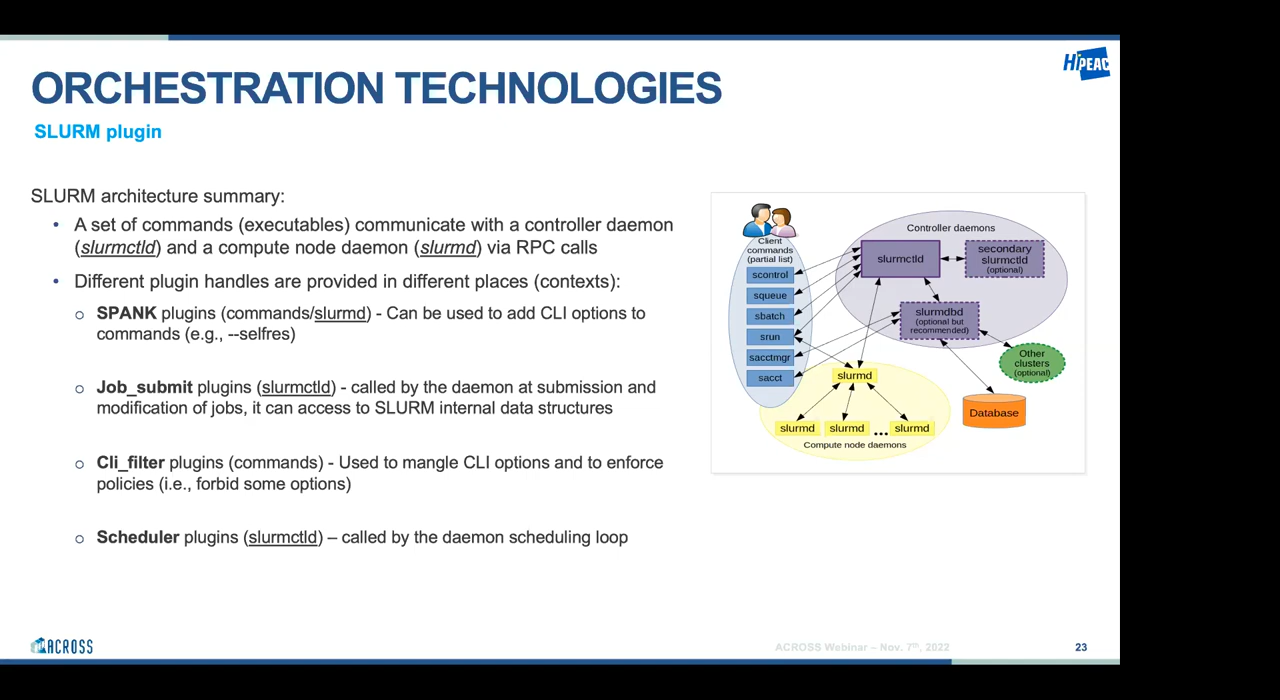 HiPEAC
ORCHESTRATION TECHNOLOGIES
SLURM plugin
SLURM architecture summary:
• A set of commands (executables) communicate with a controller daemon
(slurmctld) and a compute node daemon (slurmd) via RPC calls
• Different plugin handles are provided in different places (contexts):
o SPANK plugins (commands/slurmd) - Can be used to add CLI options to
commands (e.g., --selfres)
o Job_submit plugins (slurmctld) - called by the daemon at submission and
modification of jobs, it can access to SLURM internal data structures
o Cli_filter plugins (commands) - Used to mangle CLI options and to enforce
policies (i.e., forbid some options)
o Scheduler plugins (slurmctld) – called by the daemon scheduling loop
Client
commands
(partial list)
scontrol
squeue
sbatch
srun
sacctmgr
sacct
Controller daemons
slurmctld
secondary
slurmctld
(optional)
slurmdbd
(optional but
recommended)
Other
clusters
(optional)
Database
slurmd
slurmd slurmd ... slurmd
Compute node daemons
ACROSS
ACROSS Webinar – Nov. 7th, 2022
23